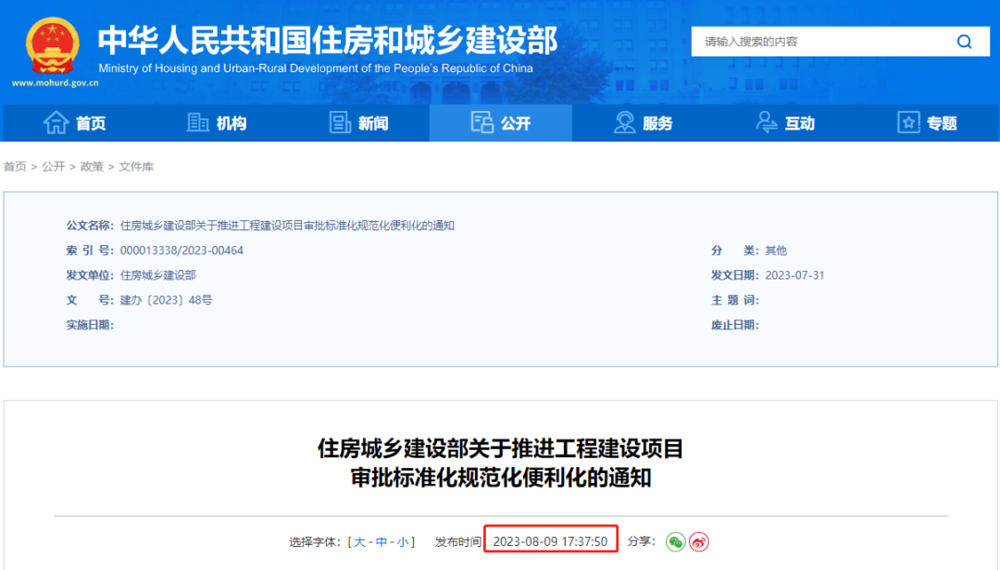 中华人民共和国住房和城乡建设部
Ministry of Housing and Urban-Rural Development of the People's Republic of China
www.mohurd.gov.cn
请输入搜索的内容
首页 机构 新闻 公开 服务 互动 专题
首页 > 公开 > 政策 > 文件库
公文名称: 住房城乡建设部关于推进工程建设项目审批标准化规范化便利化的通知
索 引 号: 000013338/2023-00464 分 类: 其他
发文单位: 住房城乡建设部 发文日期: 2023-07-31
文 号: 建办〔2023〕48号 主 题 词:
实施日期: 废止日期:
住房城乡建设部关于推进工程建设项目
审批标准化规范化便利化的通知
选择字体: [ 大 - 中 - 小 ] 发布时间 2023-08-09 17:37:50 分享: